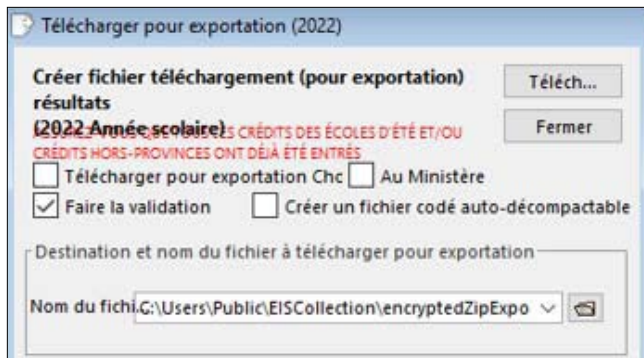 Télécharger pour exportation (2022)
Créer fichier téléchargement (pour exportation)
résultats
(2022 Année scolaire)
CRÉDITS DES ÉCOLES D'ÉTÉ ET/OU
CRÉDITS HORS-PROVINCES ONT DÉJÀ ÉTÉ ENTRÉS
Téléch...
Fermer
Télécharger pour exportation Chc Au Ministère
Faire la validation Créer un fichier codé auto-décompactable
Destination et nom du fichier à télécharger pour exportation
Nom du fichi. C:\Users\Public\EISCollection\encryptedZipExpo